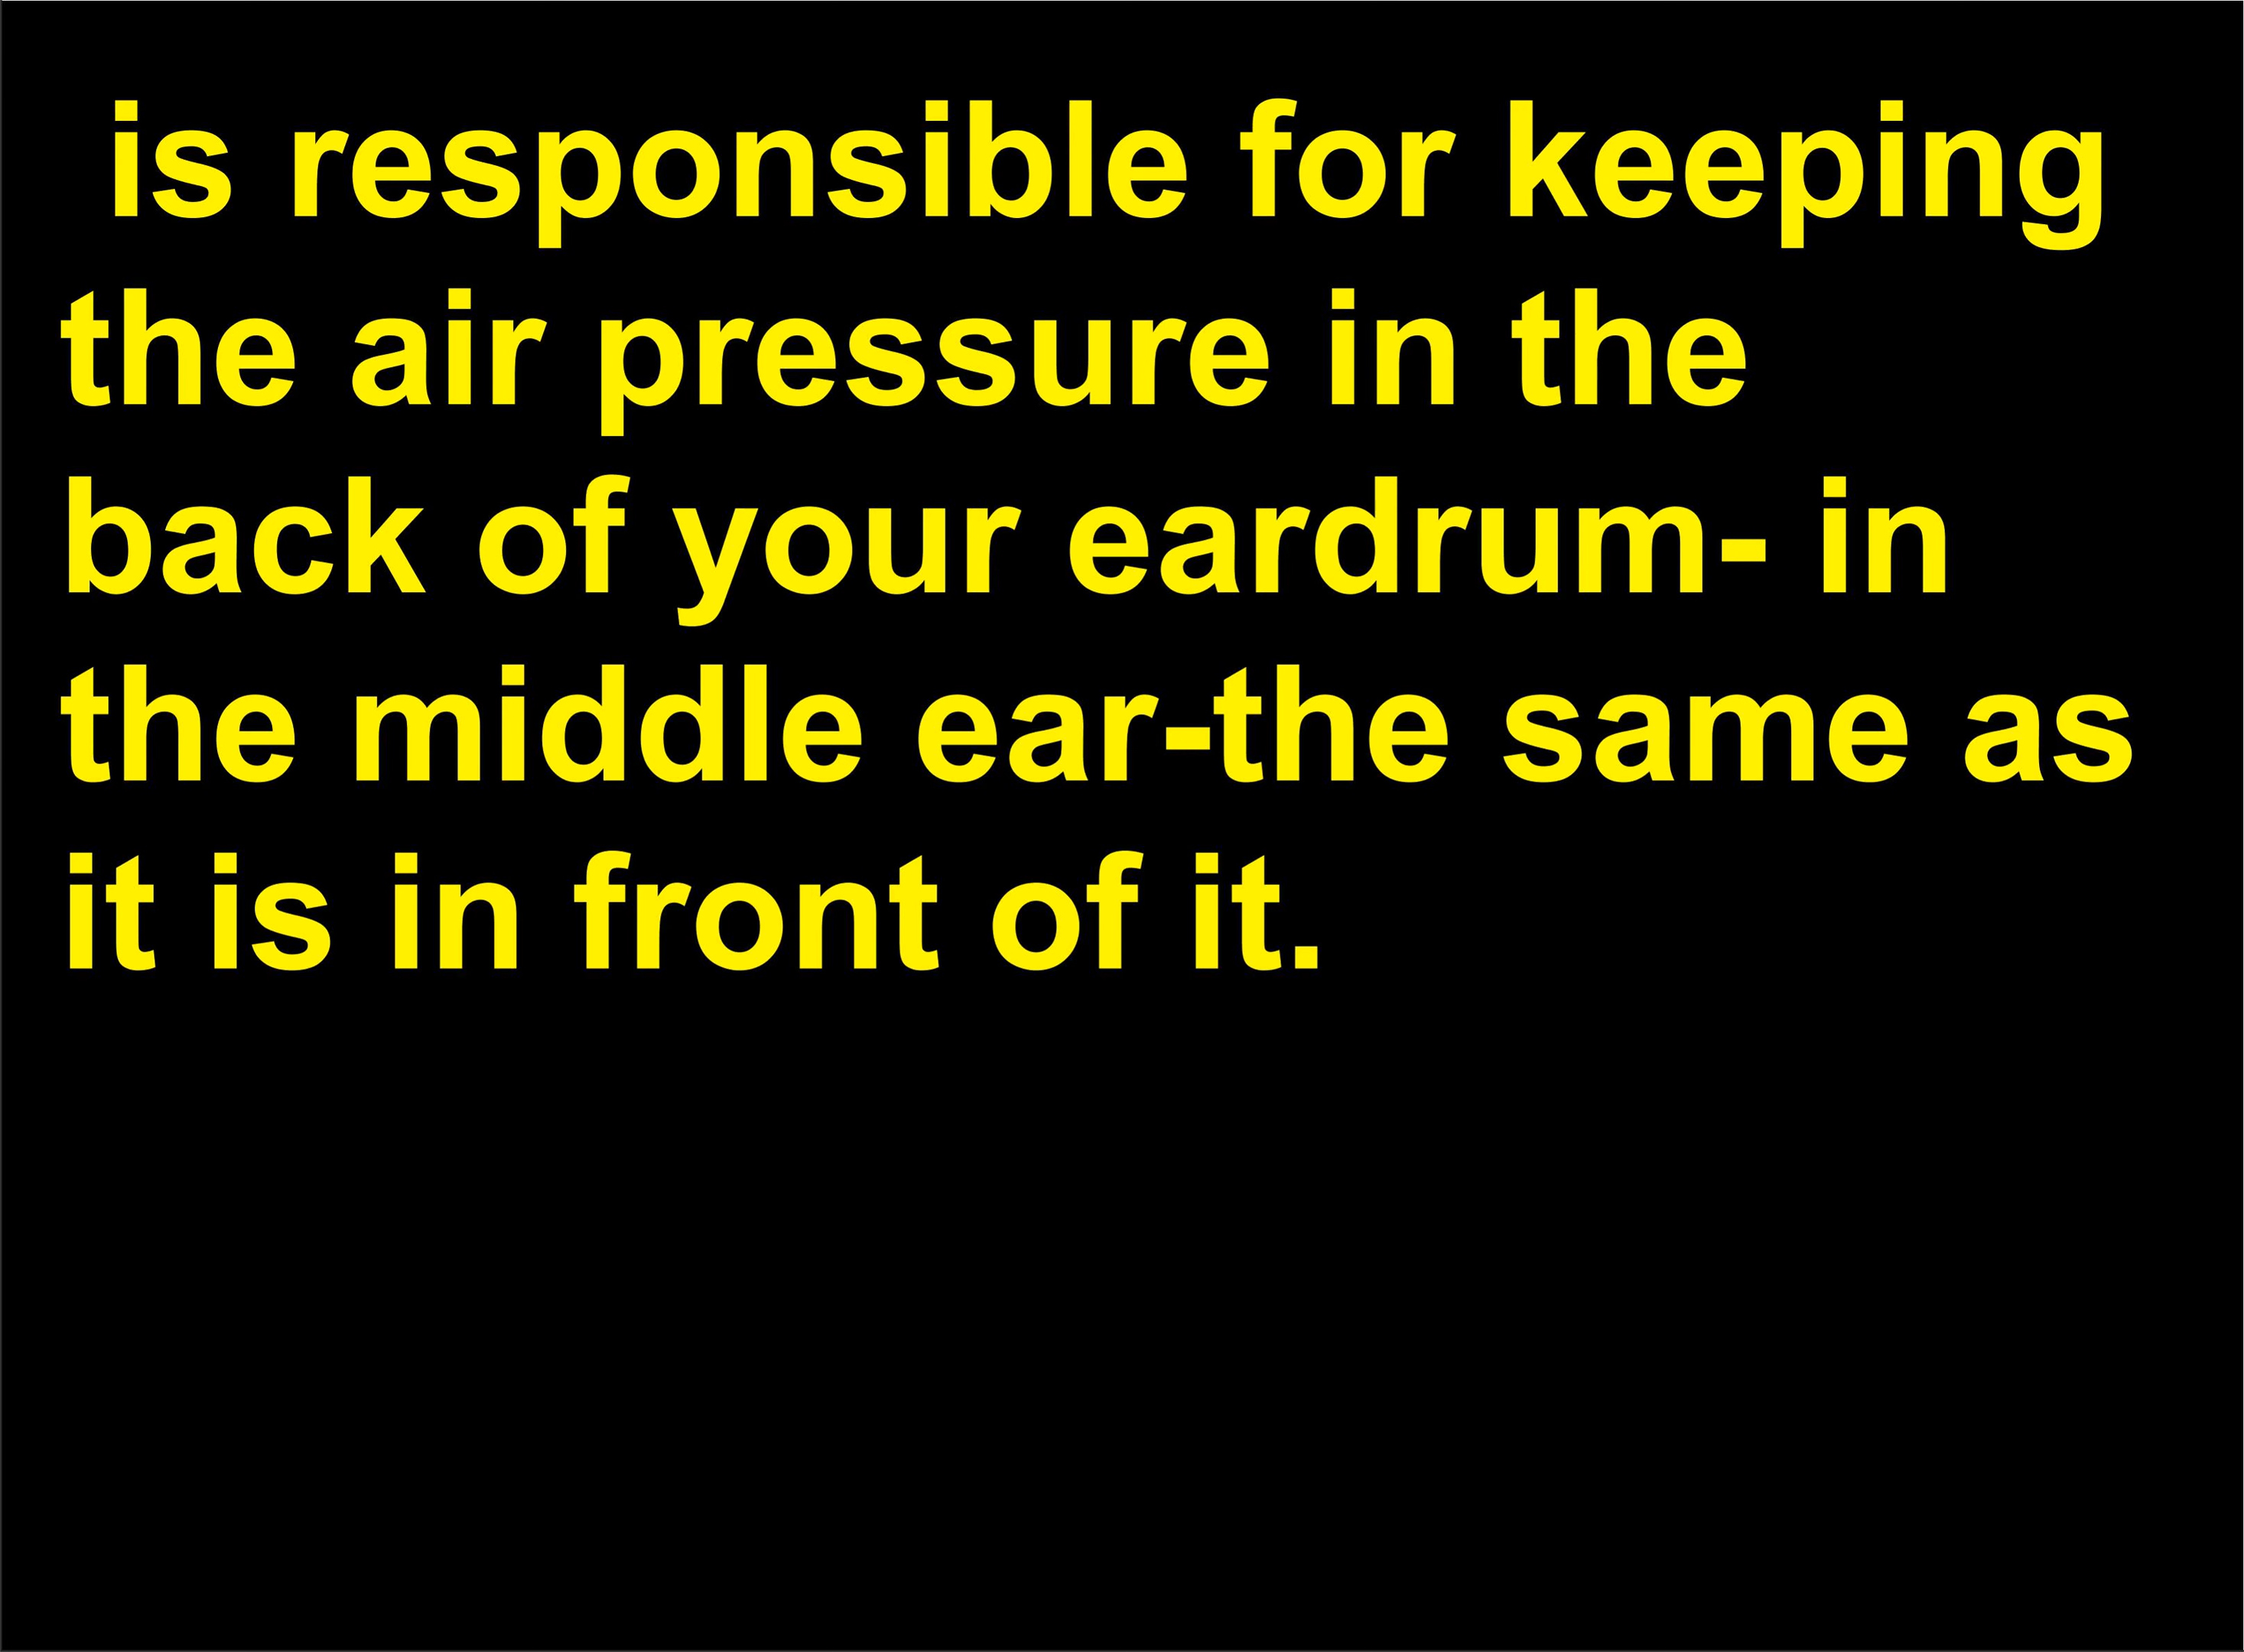 is responsible for keeping
the air pressure in the
back of your eardrum- in
the middle ear-the same as
it is in front of it.